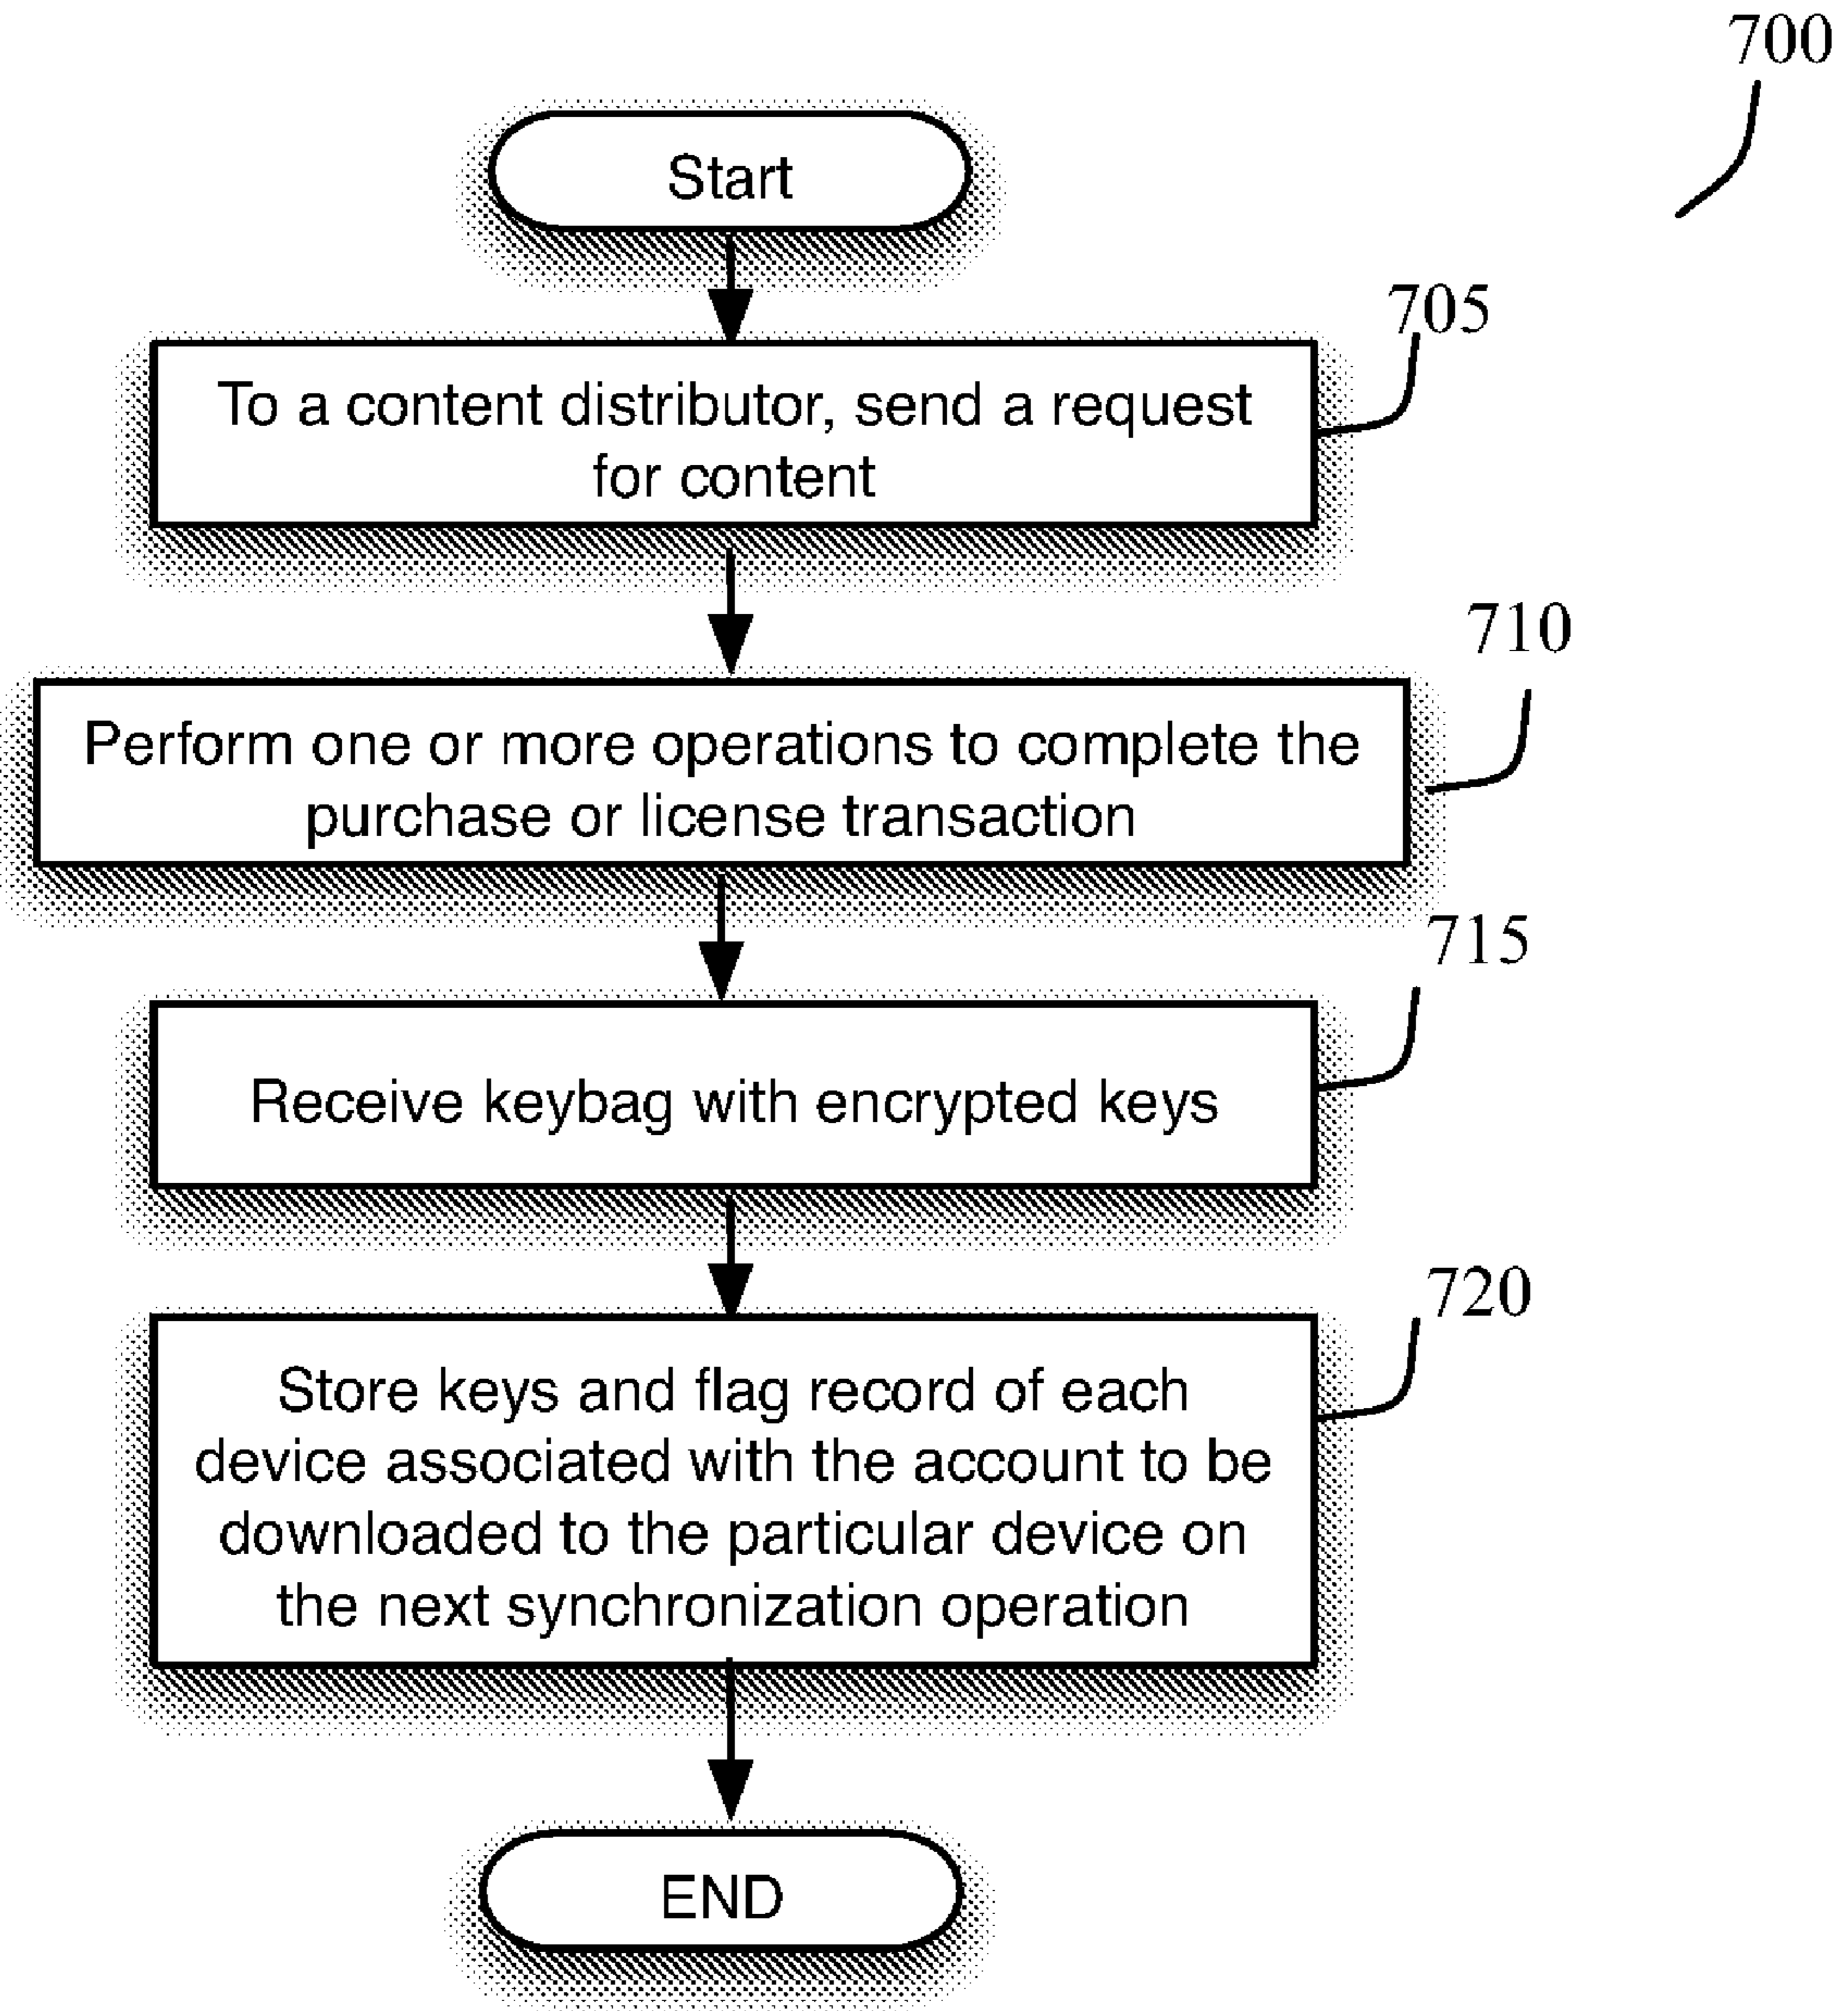 700
Start
705
To a content distributor, send a request
for content
710
Perform one or more operations to complete the
purchase or license transaction
715
Receive keybag with encrypted keys
720
Store keys and flag record of each
device associated with the account to be
downloaded to the particular device on
the next synchronization operation
END